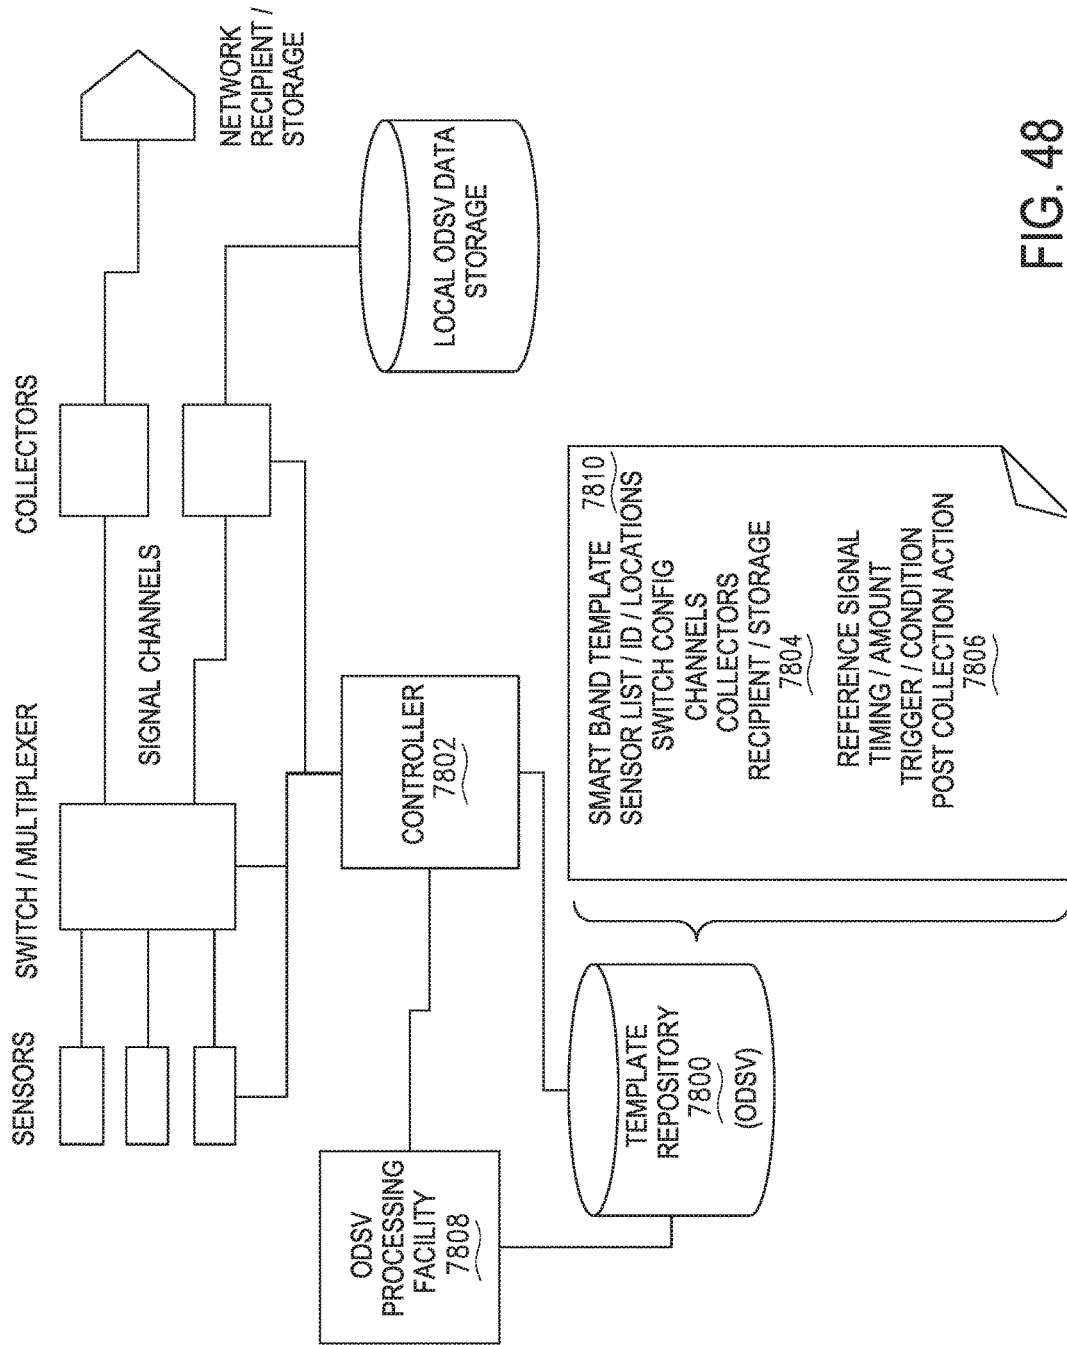 SENSORS
SWITCH / MULTIPLEXER
COLLECTORS
SIGNAL CHANNELS
NETWORK
RECIPIENT /
STORAGE
LOCAL ODSV DATA
STORAGE
CONTROLLER
7802
ODSV
PROCESSING
FACILITY
7808
TEMPLATE
REPOSITORY
7800
(ODSV)
SMART BAND TEMPLATE 7810
SENSOR LIST / ID / LOCATIONS
SWITCH CONFIG
CHANNELS
COLLECTORS
RECIPIENT / STORAGE
7804
REFERENCE SIGNAL
TIMING / AMOUNT
TRIGGER / CONDITION
POST COLLECTION ACTION
7806
FIG. 48